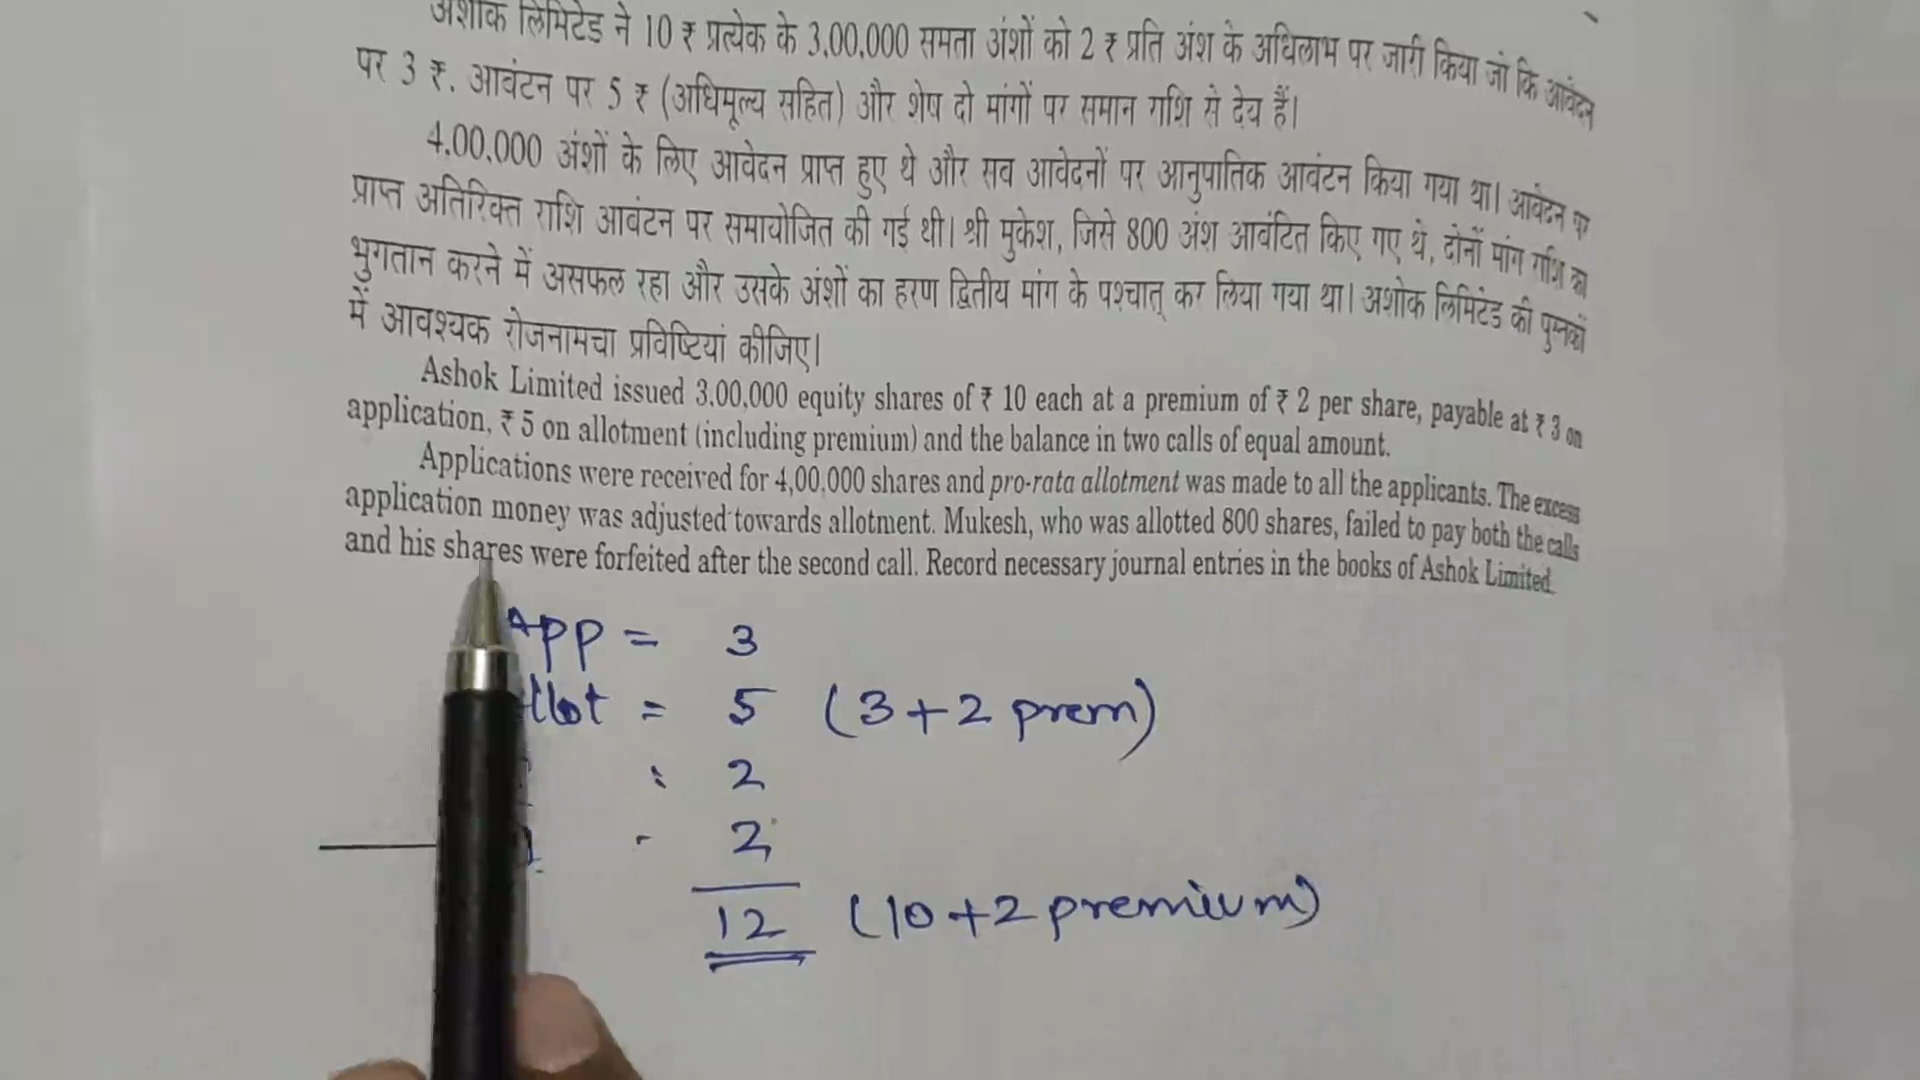 अशोक लिमिटेड ने 10 ₹ प्रत्येक के 3,00,000 समता अंशों को 2 ₹ प्रति अंश के अधिलाभ पर जारी किया जो कि आवेदन
पर 3 ₹. आवंटन पर 5 ₹ (अधिमूल्य सहित) और शेष दो मांगों पर समान राशि से देय हैं।
4,00,000 अंशों के लिए आवेदन प्राप्त हुए थे और सब आवेदनों पर आनुपातिक आवंटन किया गया था। आवेदन पर
प्राप्त अतिरिक्त राशि आवंटन पर समायोजित की गई थी। श्री मुकेश, जिसे 800 अंश आवंटित किए गए थे, दोनों मांग राशि का
भुगतान करने में असफल रहा और उसके अंशों का हरण द्वितीय मांग के पश्चात् कर लिया गया था। अशोक लिमिटेड की पुस्तकों
में आवश्यक रोजनामचा प्रविष्टियां कीजिए।
Ashok Limited issued 3,00,000 equity shares of ₹ 10 each at a premium of ₹ 2 per share, payable at ₹ 3 on
application, ₹ 5 on allotment (including premium) and the balance in two calls of equal amount.
Applications were received for 4,00,000 shares and pro-rata allotment was made to all the applicants. The excess
application money was adjusted towards allotment. Mukesh, who was allotted 800 shares, failed to pay both the calls
and his shares were forfeited after the second call. Record necessary journal entries in the books of Ashok Limited.
App = 3
llot = 5 (3+2 prem)
: 2
- 2
12 (10+2 premium)